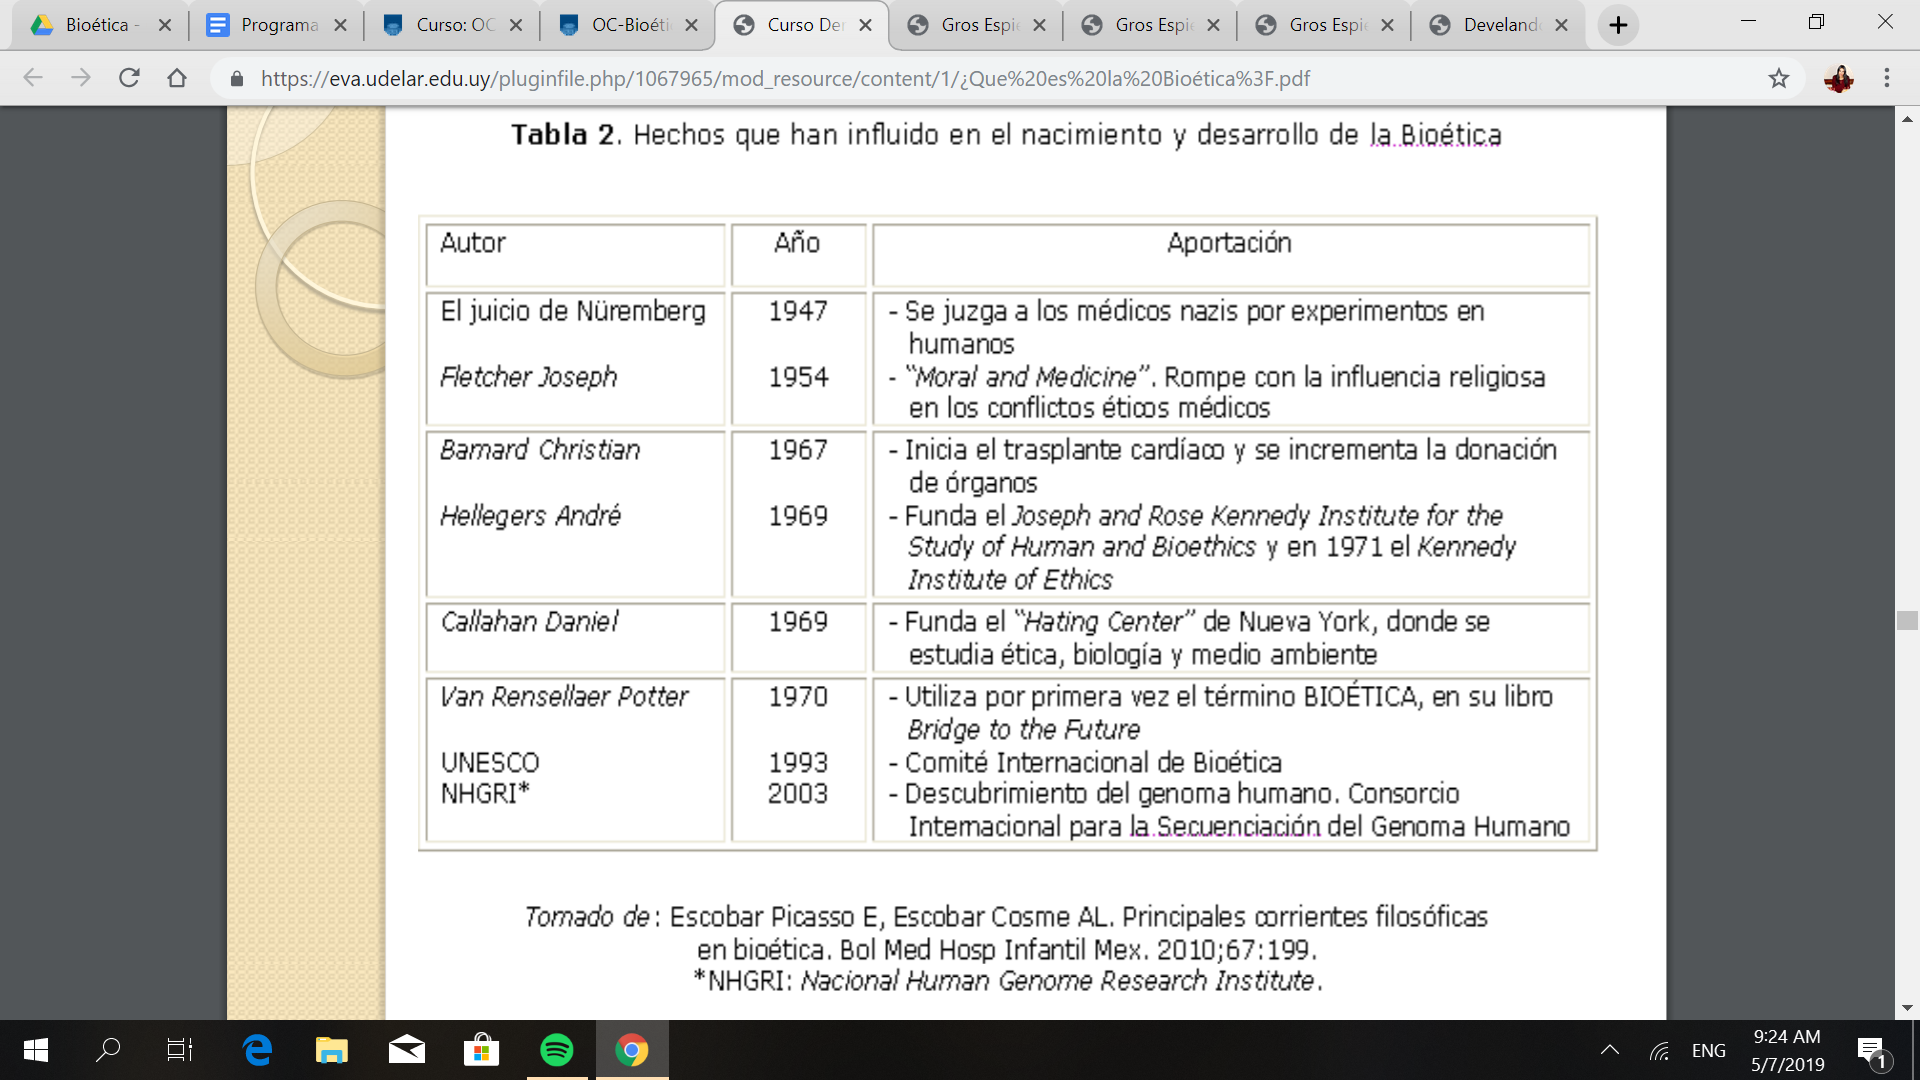 Bioética -
Programa
Curso: OC
OC-Bioéti
Curso Der
Gros Espie
Gros Espie
Gros Espie
Develand
https://eva.udelar.edu.uy/pluginfile.php/1067965/mod_resource/content/1/¿Que%20es%20la%20Bioética%3F.pdf
Tabla 2. Hechos que han influido en el nacimiento y desarrollo de la Bioética
Autor Año Aportación
El juicio de Nüremberg 1947 - Se juzga a los médicos nazis por experimentos en
humanos
Fletcher Joseph 1954 - “Moral and Medicine”. Rompe con la influencia religiosa
en los conflictos éticos médicos
Barnard Christian 1967 - Inicia el trasplante cardíaco y se incrementa la donación
de órganos
Hellegers André 1969 - Funda el Joseph and Rose Kennedy Institute for the
Study of Human and Bioethics y en 1971 el Kennedy
Institute of Ethics
Callahan Daniel 1969 - Funda el “Hating Center” de Nueva York, donde se
estudia ética, biología y medio ambiente
Van Rensellaer Potter 1970 - Utiliza por primera vez el término BIOÉTICA, en su libro
Bridge to the Future
UNESCO 1993 - Comité Internacional de Bioética
NHGRI* 2003 - Descubrimiento del genoma humano. Consorcio
Internacional para la Secuenciación del Genoma Humano
Tomado de: Escobar Picasso E, Escobar Cosme AL. Principales corrientes filosóficas
en bioética. Bol Med Hosp Infantil Mex. 2010;67:199.
*NHGRI: Nacional Human Genome Research Institute.
ENG
9:24 AM
5/7/2019
1